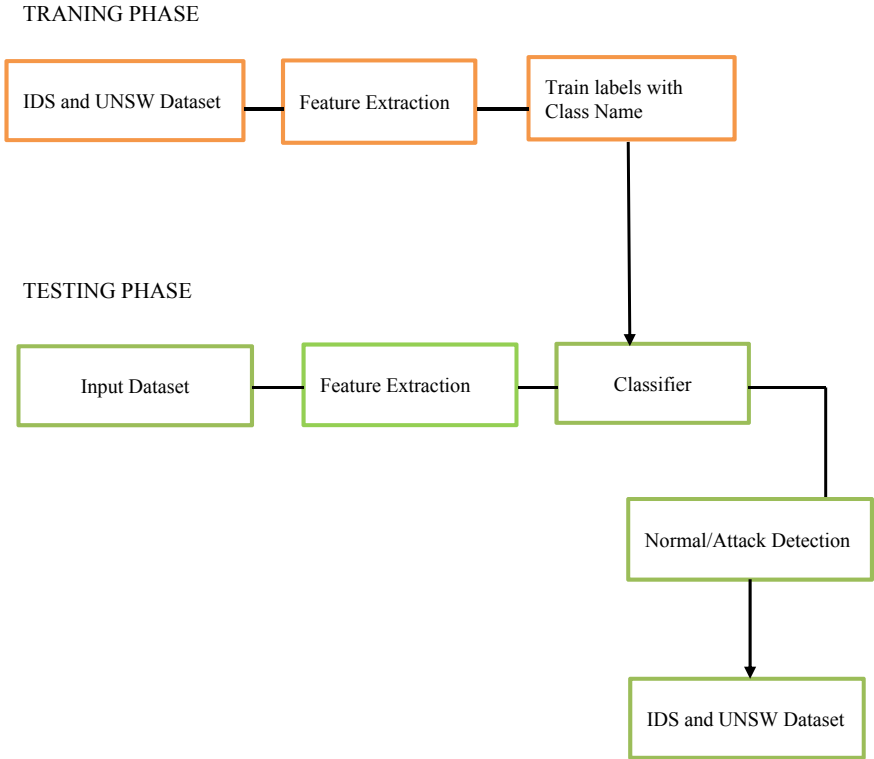 TRANING PHASE
IDS and UNSW Dataset
Feature Extraction
Train labels with
Class Name
TESTING PHASE
Input Dataset
Feature Extraction
Classifier
Normal/Attack Detection
IDS and UNSW Dataset